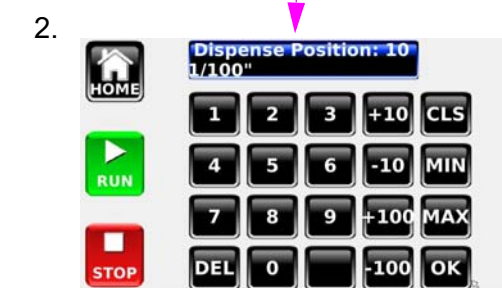 2.
Dispense Position: 10
1/100"
HOME
1 2 3 +10 CLS
RUN
4 5 6 -10 MIN
7 8 9 +100 MAX
STOP
DEL 0 -100 OK